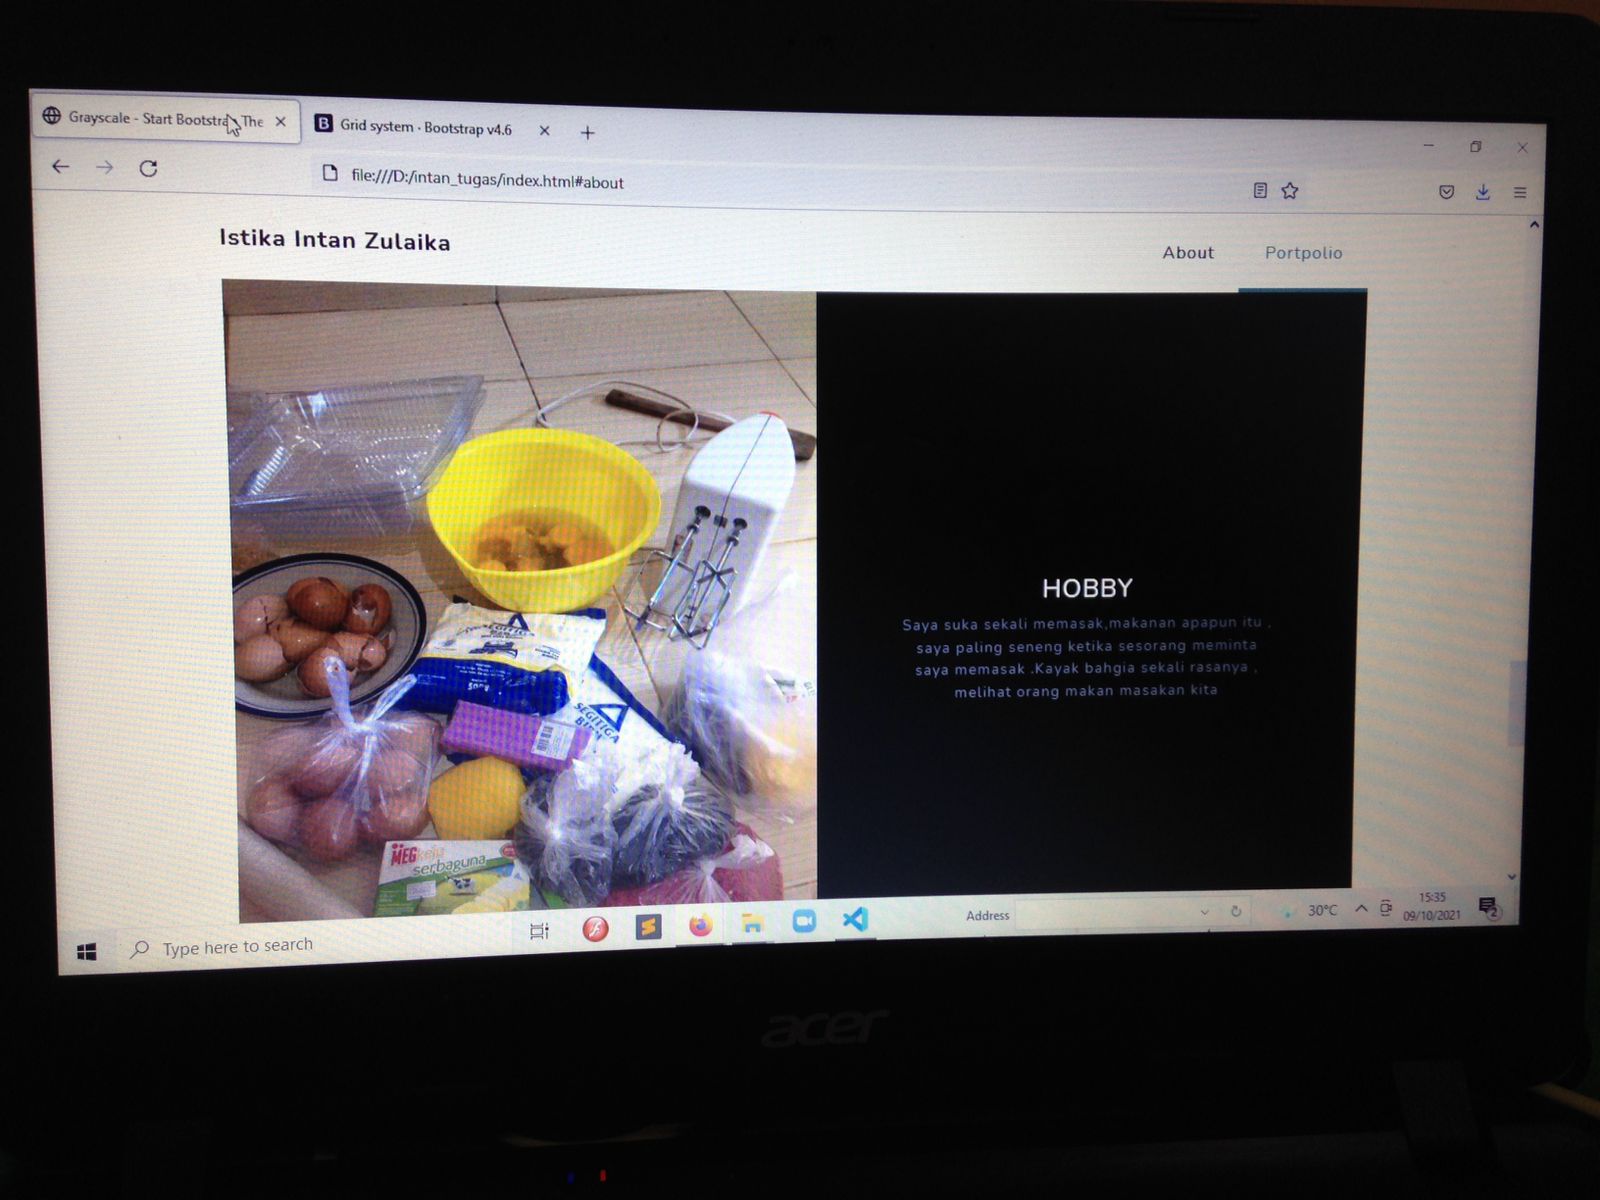 Grayscale - Start Bootstrap The
Grid system · Bootstrap v4.6
file:///D:/intan_tugas/index.html#about
Istika Intan Zulaika
About
Portpolio
HOBBY
Saya suka sekali memasak,makanan apapun itu ,
saya paling seneng ketika sesorang meminta
saya memasak .Kayak bahgia sekali rasanya ,
melihat orang makan masakan kita
SEGITIGA
MEG keju
serbaguna
Type here to search
Address
30°C
15:35
09/10/2021
2
acer